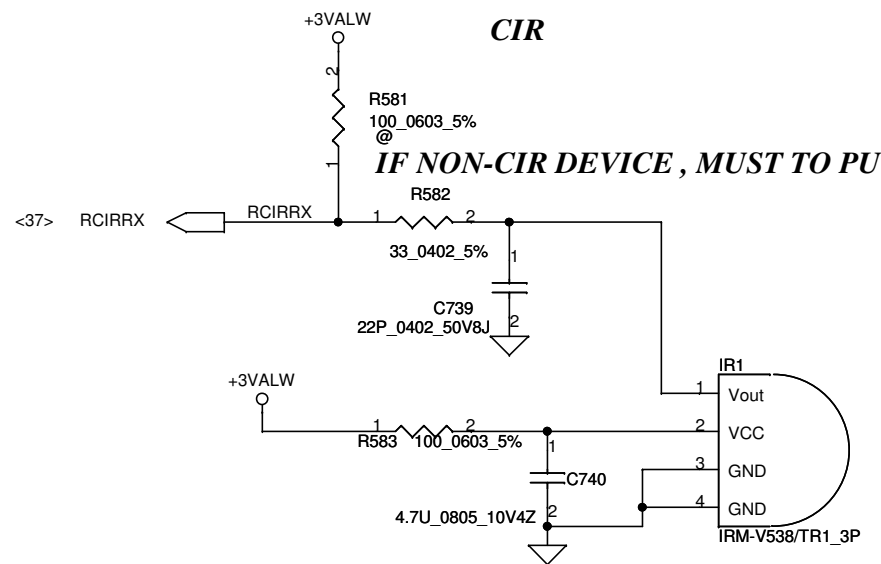 +3VALW
CIR
2
R581
100_0603_5%
@
1
IF NON-CIR DEVICE , MUST TO PU
R582
<37> RCIRRX
RCIRRX
1
2
33_0402_5%
1
C739
22P_0402_50V8J
2
IR1
+3VALW
1
Vout
1
2
2
VCC
R583
100_0603_5%
1
3
GND
C740
4
GND
4.7U_0805_10V4Z
2
IRM-V538/TR1_3P